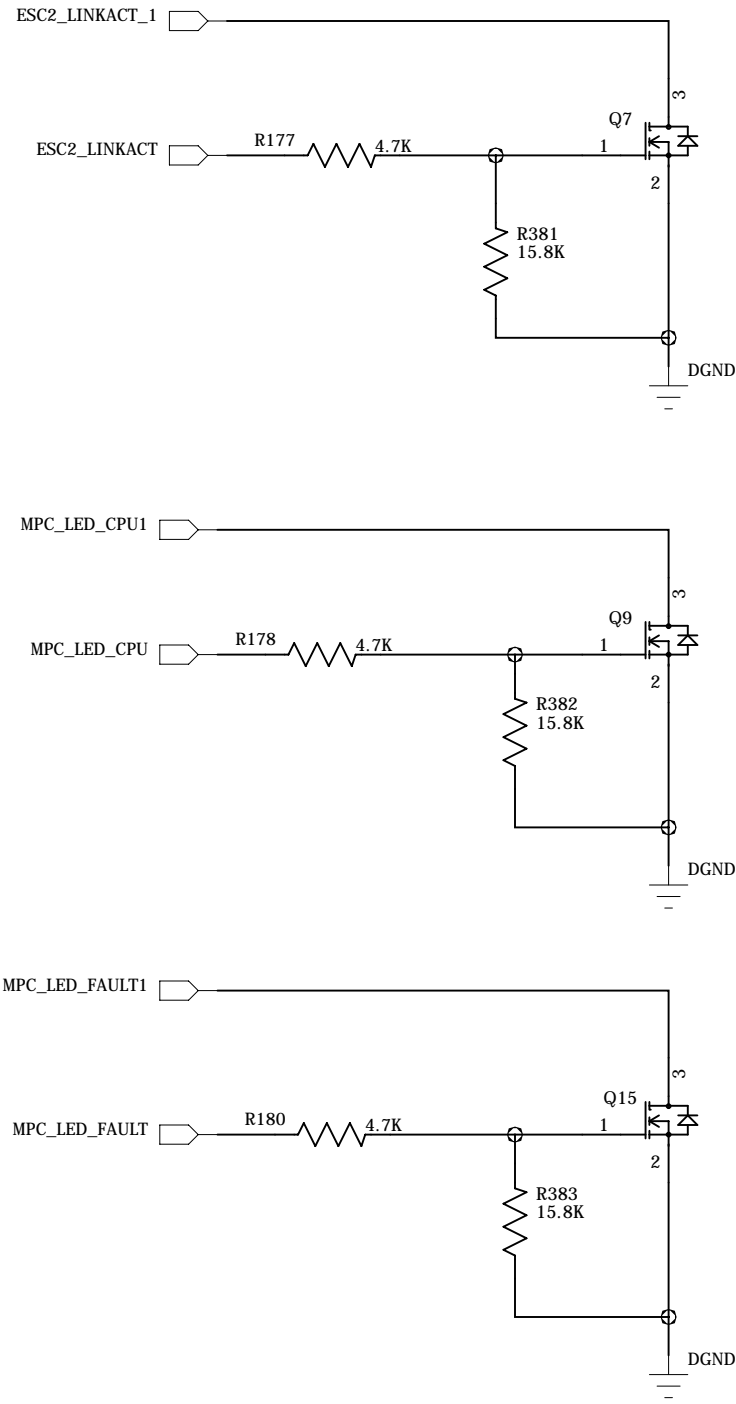 ESC2_LINKACT_1
3
Q7
ESC2_LINKACT
R177
4.7K
1
2
R381
15.8K
DGND
MPC_LED_CPU1
3
Q9
MPC_LED_CPU
R178
4.7K
1
2
R382
15.8K
DGND
MPC_LED_FAULT1
3
Q15
MPC_LED_FAULT
R180
4.7K
1
2
R383
15.8K
DGND